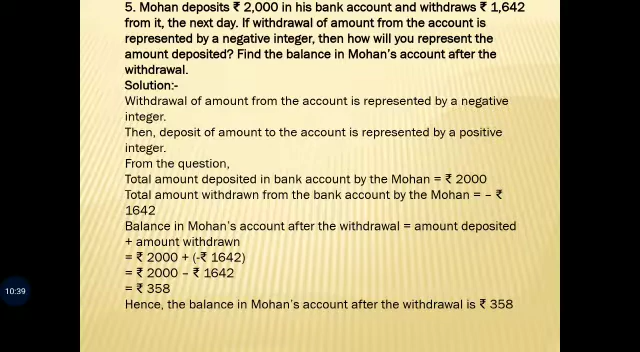 5. Mohan deposits ₹ 2,000 in his bank account and withdraws ₹ 1,642
from it, the next day. If withdrawal of amount from the account is
represented by a negative integer, then how will you represent the
amount deposited? Find the balance in Mohan's account after the
withdrawal.
Solution:-
Withdrawal of amount from the account is represented by a negative
integer.
Then, deposit of amount to the account is represented by a positive
integer.
From the question,
Total amount deposited in bank account by the Mohan = ₹ 2000
Total amount withdrawn from the bank account by the Mohan = – ₹
1642
Balance in Mohan's account after the withdrawal = amount deposited
+ amount withdrawn
= ₹ 2000 + (-₹ 1642)
= ₹ 2000 – ₹ 1642
= ₹ 358
Hence, the balance in Mohan's account after the withdrawal is ₹ 358
10:39